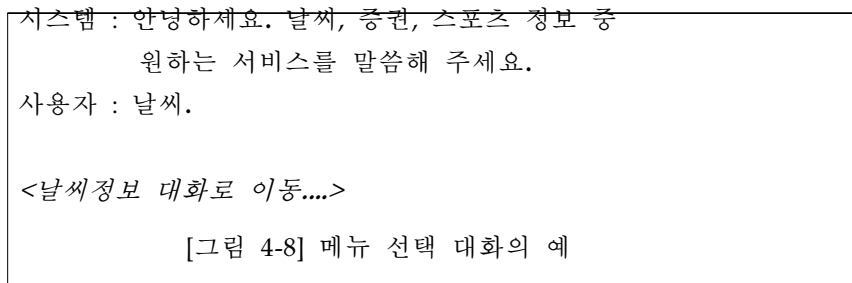 시스템 : 안녕하세요. 날씨, 증권, 스포츠 정보 중
원하는 서비스를 말씀해 주세요.
사용자 : 날씨.
<날씨정보 대화로 이동....>
[그림 4-8] 메뉴 선택 대화의 예